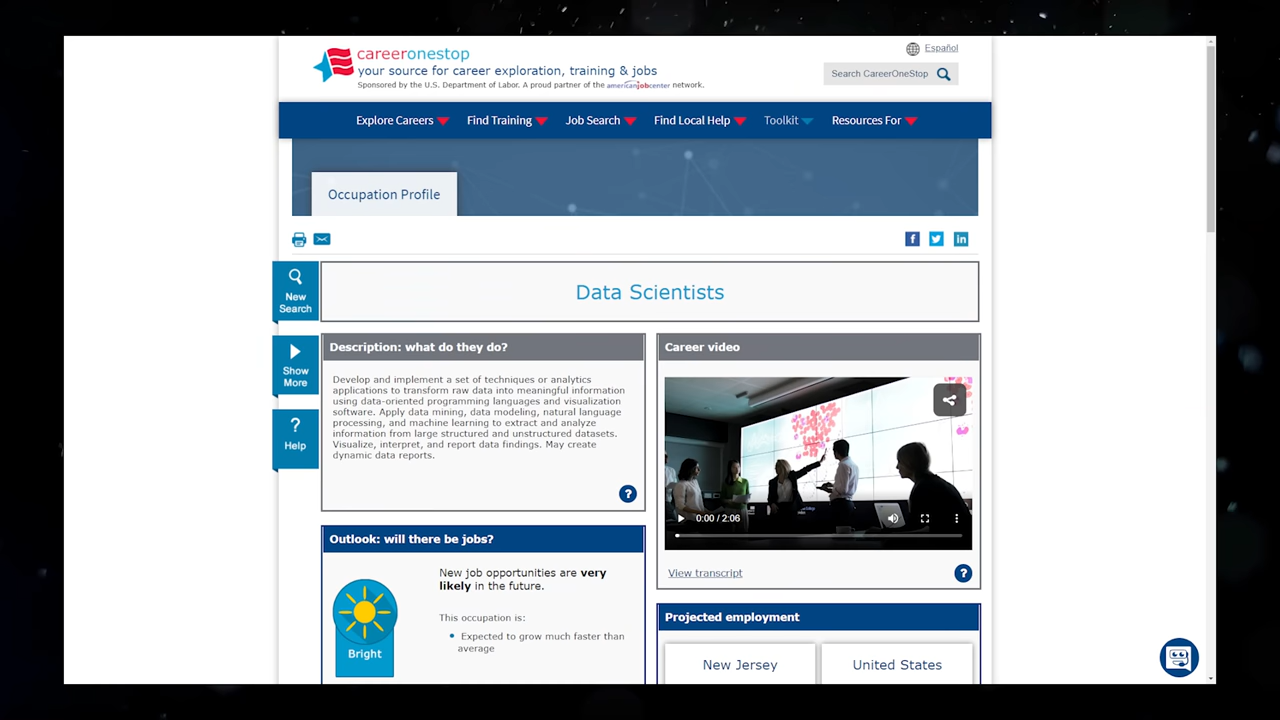 careeronestop
your source for career exploration, training & jobs
Sponsored by the U.S. Department of Labor. A proud partner of the americanjobcenter network.
Español
Search CareerOneStop
Explore Careers Find Training Job Search Find Local Help Toolkit Resources For
Occupation Profile
New
Search
Show
More
?
Help
Data Scientists
Description: what do they do?
Develop and implement a set of techniques or analytics
applications to transform raw data into meaningful information
using data-oriented programming languages and visualization
software. Apply data mining, data modeling, natural language
processing, and machine learning to extract and analyze
information from large structured and unstructured datasets.
Visualize, interpret, and report data findings. May create
dynamic data reports.
?
Career video
0:00 / 2:06
View transcript
?
Outlook: will there be jobs?
Bright
New job opportunities are very
likely in the future.
This occupation is:
• Expected to grow much faster than
average
Projected employment
New Jersey United States